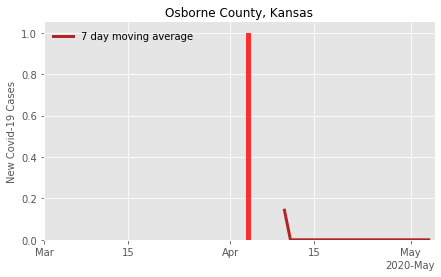 Osborne County, Kansas
7 day moving average
New Covid-19 Cases
1.0
0.8
0.6
0.4
0.2
0.0
Mar 15 Apr 15 May
2020-May